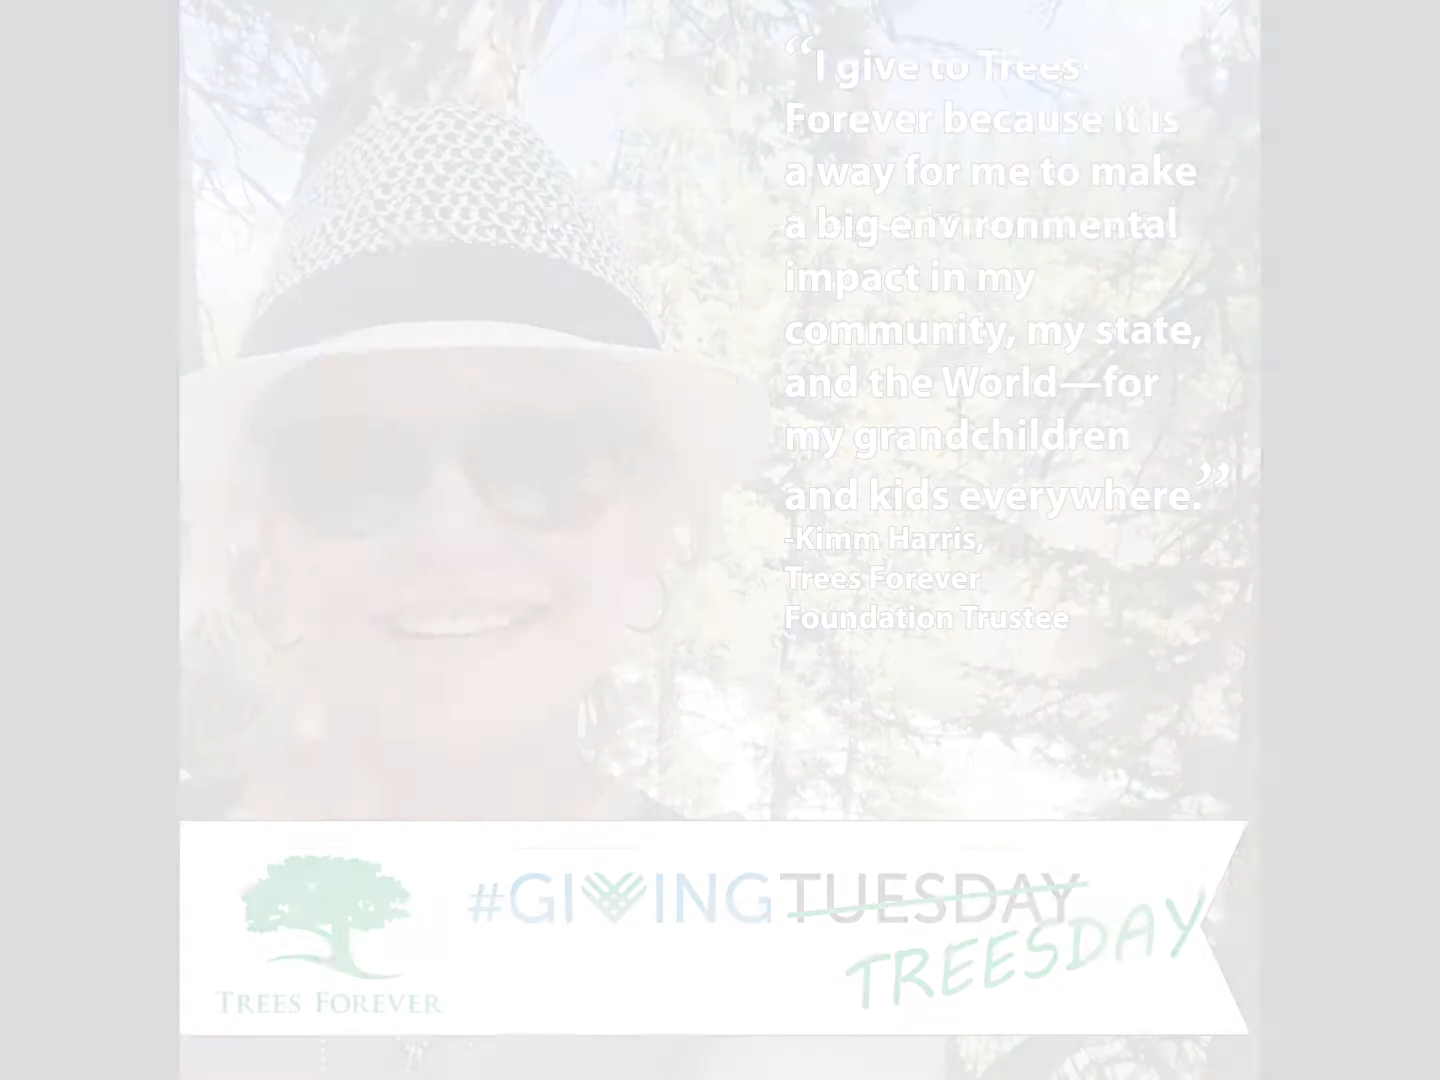 “I give to Trees
Forever because it is
a way for me to make
a big environmental
impact in my
community, my state,
and the World—for
my grandchildren
and kids everywhere.”
-Kimm Harris,
Trees Forever
Foundation Trustee
#GIVINGTUESDAY
TREESDAY
TREES FOREVER